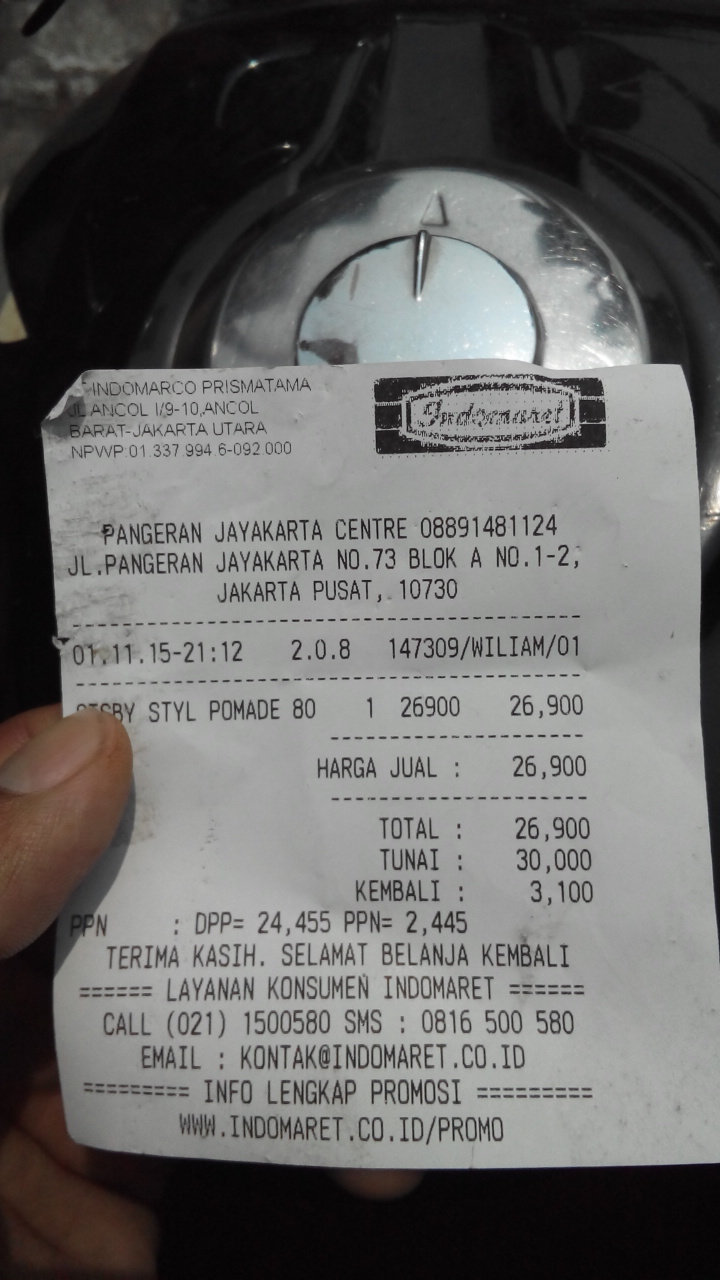 INDOMARCO PRISMATAMA
JL.ANCOL I/9-10,ANCOL
BARAT-JAKARTA UTARA
NPWP:01.337.994.6-092.000
Indomaret
PANGERAN JAYAKARTA CENTRE 08891481124
JL.PANGERAN JAYAKARTA NO.73 BLOK A NO.1-2,
JAKARTA PUSAT, 10730
01.11.15-21:12 2.0.8 147309/WILIAM/01
STYL POMADE 80 1 26900 26,900
HARGA JUAL : 26,900
TOTAL : 26,900
TUNAI : 30,000
KEMBALI : 3,100
PPN : DPP= 24,455 PPN= 2,445
TERIMA KASIH. SELAMAT BELANJA KEMBALI
====== LAYANAN KONSUMEN INDOMARET ======
CALL (021) 1500580 SMS : 0816 500 580
EMAIL : KONTAK@INDOMARET.CO.ID
========= INFO LENGKAP PROMOSI =========
WWW.INDOMARET.CO.ID/PROMO